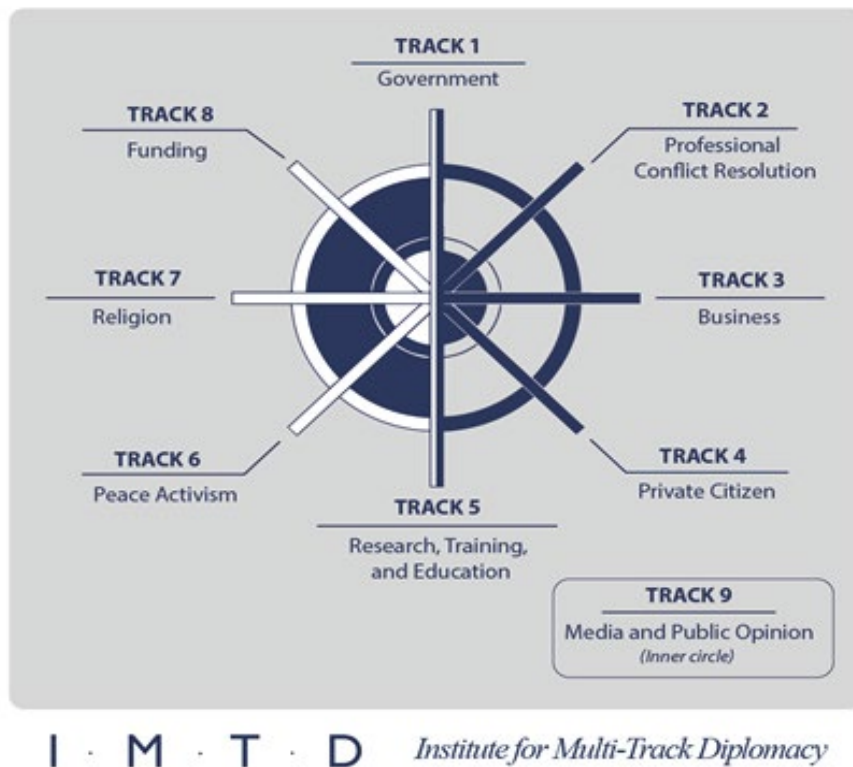 TRACK 1
Government
TRACK 8
Funding
TRACK 2
Professional
Conflict Resolution
TRACK 7
Religion
TRACK 3
Business
TRACK 6
Peace Activism
TRACK 4
Private Citizen
TRACK 5
Research, Training,
and Education
TRACK 9
Media and Public Opinion
(Inner circle)
I · M · T · D Institute for Multi-Track Diplomacy